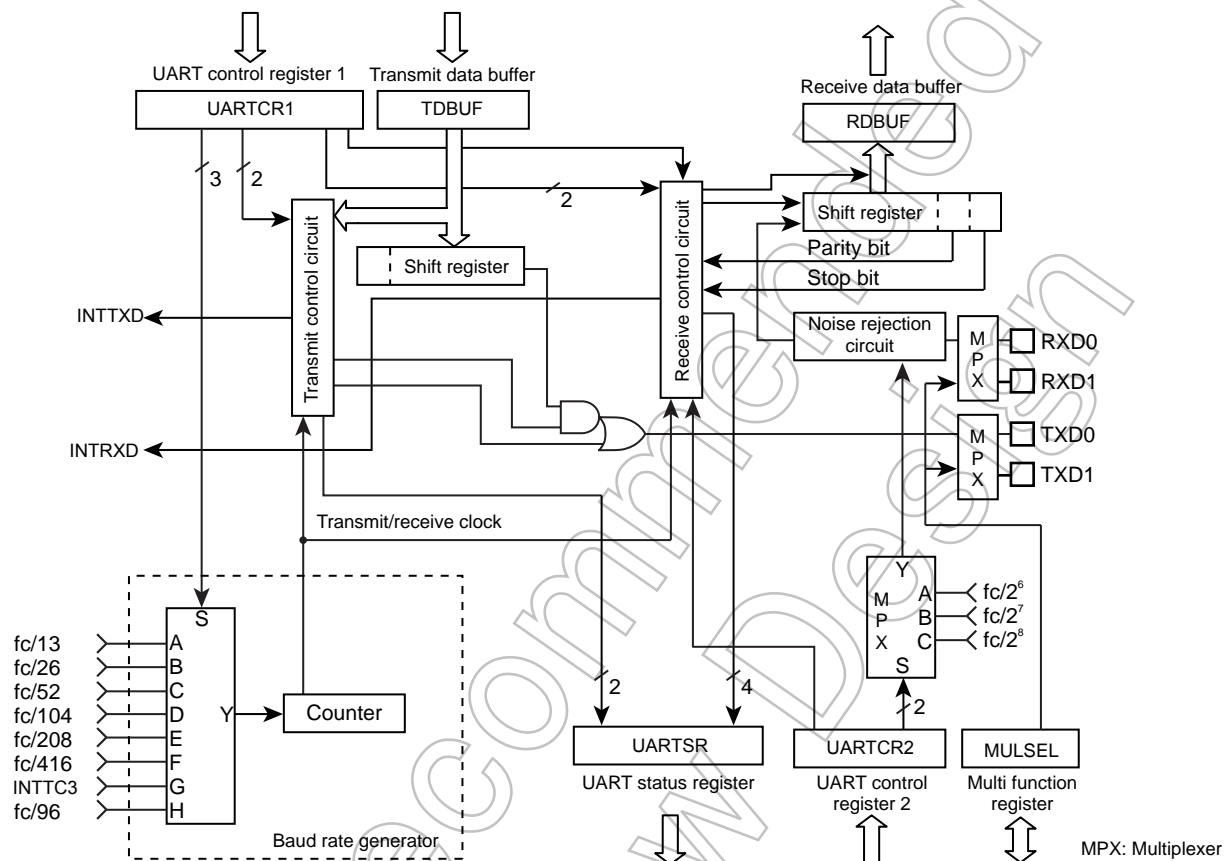 UART control register 1
Transmit data buffer
Receive data buffer
UARTCR1
TDBUF
RDBUF
3
2
2
Transmit control circuit
Receive control circuit
Shift register
Shift register
Parity bit
Stop bit
INTTXD
INTRXD
Noise rejection
circuit
M
P
X
RXD0
RXD1
M
P
X
TXD0
TXD1
Transmit/receive clock
S
fc/13
A
fc/26
B
fc/52
C
fc/104
D
fc/208
E
fc/416
F
INTTC3
G
fc/96
H
Y
Counter
Baud rate generator
2
4
Y
M
P
X
A
B
C
S
fc/2⁶
fc/2⁷
fc/2⁸
2
UARTSR
UART status register
UARTCR2
UART control
register 2
MULSEL
Multi function
register
MPX: Multiplexer
ecommended
w Design